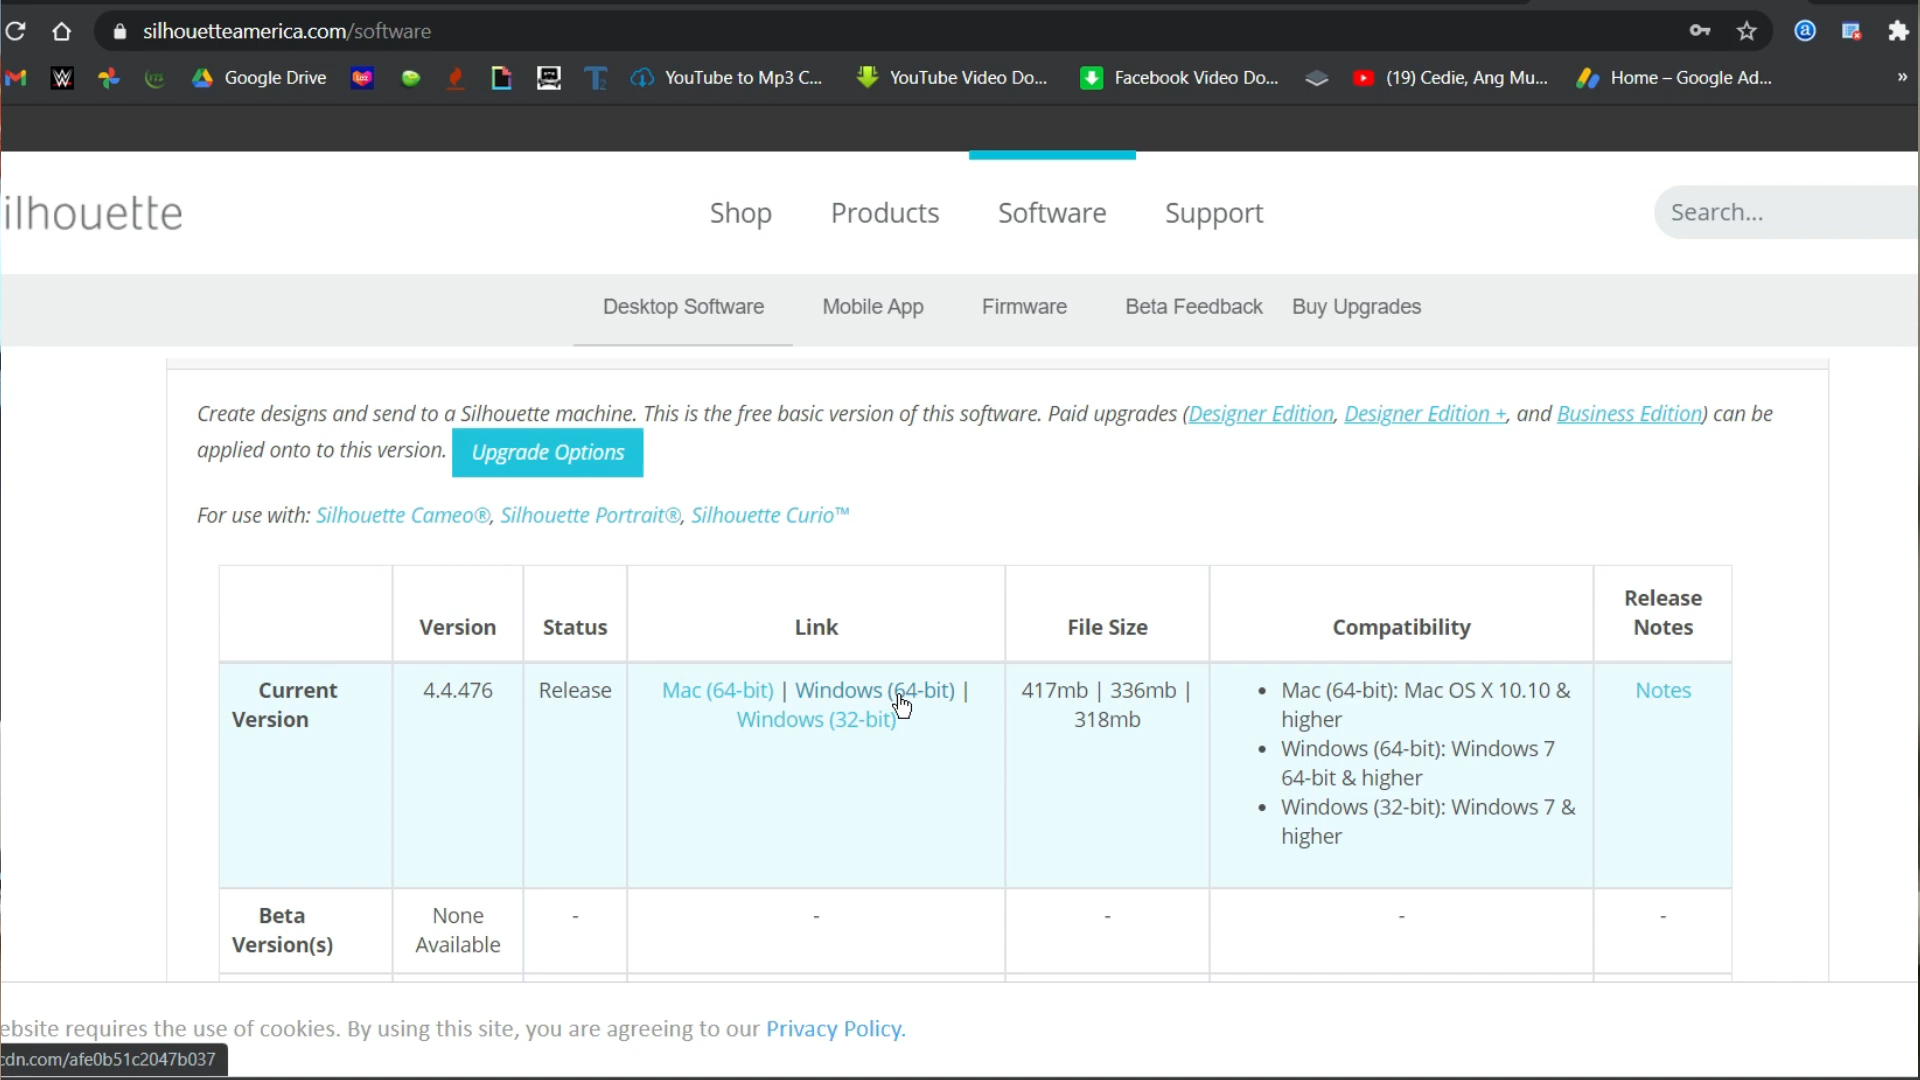 silhouetteamerica.com/software
Google Drive YouTube to Mp3 C... YouTube Video Do... Facebook Video Do... (19) Cedie, Ang Mu... Home – Google Ad... »
ilhouette
Shop Products Software Support
Search...
Desktop Software Mobile App Firmware Beta Feedback Buy Upgrades
Create designs and send to a Silhouette machine. This is the free basic version of this software. Paid upgrades (Designer Edition, Designer Edition +, and Business Edition) can be
applied onto to this version. Upgrade Options
For use with: Silhouette Cameo®, Silhouette Portrait®, Silhouette Curio™
Version Status Link File Size Compatibility Release Notes
Current Version 4.4.476 Release Mac (64-bit) | Windows (64-bit) |
Windows (32-bit)
417mb | 336mb |
318mb
• Mac (64-bit): Mac OS X 10.10 &
higher
• Windows (64-bit): Windows 7
64-bit & higher
• Windows (32-bit): Windows 7 &
higher
Notes
Beta Version(s) None Available - - - - -
ebsite requires the use of cookies. By using this site, you are agreeing to our Privacy Policy.
cdn.com/afe0b51c2047b037